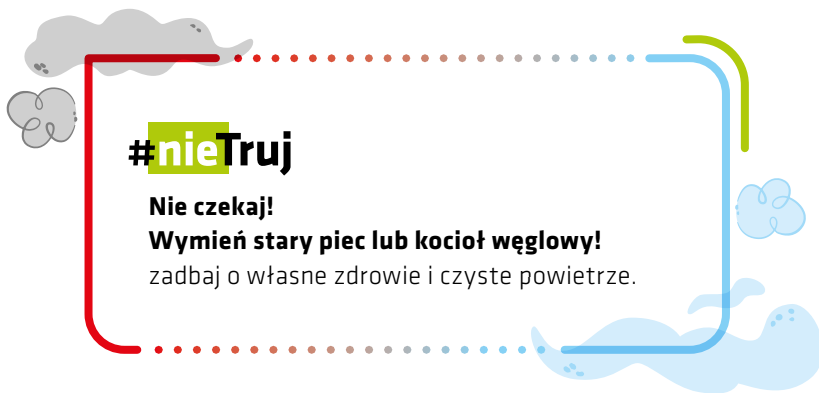 #nieTruj
Nie czekaj!
Wymień stary piec lub kocioł węglowy!
zadbaj o własne zdrowie i czyste powietrze.